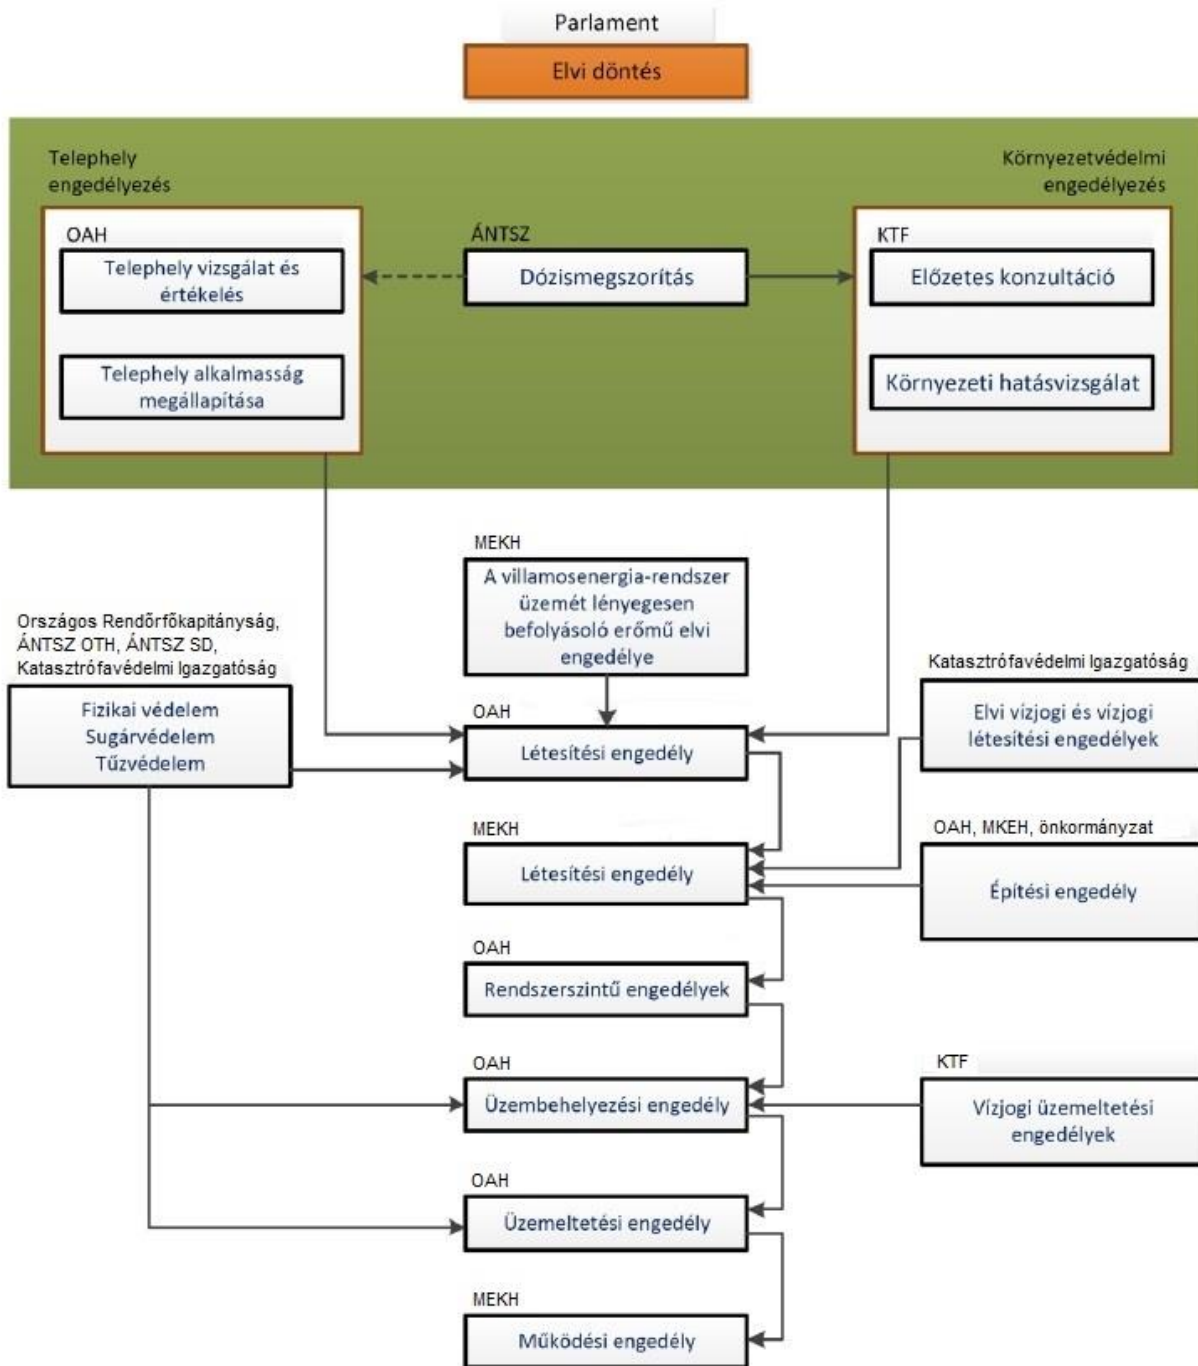 Parlament
Elvi döntés
Telephely
engedélyezés
Környezetvédelmi
engedélyezés
OAH
Telephely vizsgálat és
értékelés
Telephely alkalmasság
megállapítása
ÁNTSZ
Dózismegszorítás
KTF
Előzetes konzultáció
Környezeti hatásvizsgálat
MEKH
A villamosenergia-rendszer
üzemét lényegesen
befolyásoló erőmű elvi
engedélye
Országos Rendőrfőkapitányság,
ÁNTSZ OTH, ÁNTSZ SD,
Katasztrófavédelmi Igazgatóság
Fizikai védelem
Sugárvédelem
Tűzvédelem
OAH
Létesítési engedély
Katasztrófavédelmi Igazgatóság
Elvi vízjogi és vízjogi
létesítési engedélyek
MEKH
Létesítési engedély
OAH, MKEH, önkormányzat
Építési engedély
OAH
Rendszerszintű engedélyek
OAH
Üzembehelyezési engedély
KTF
Vízjogi üzemeltetési
engedélyek
OAH
Üzemeltetési engedély
MEKH
Működési engedély